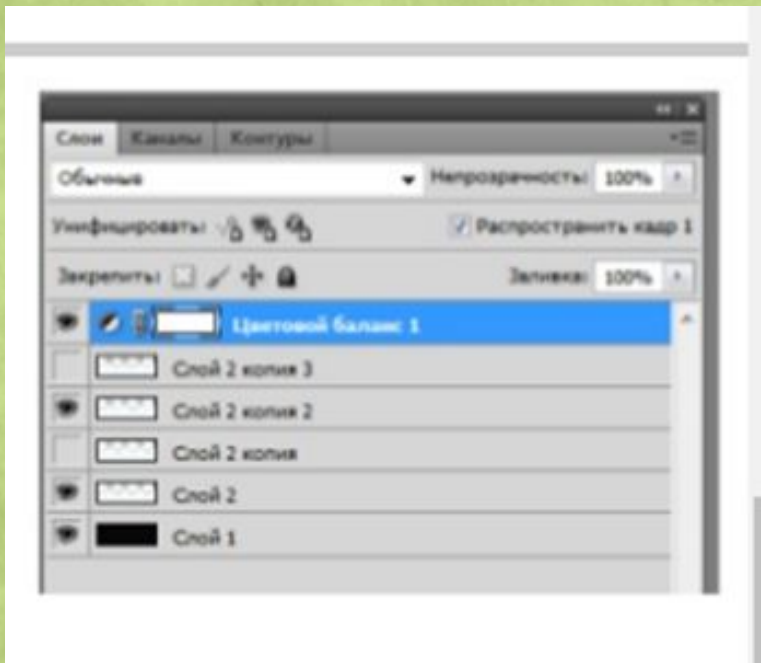 Слои Каналы Контуры
Обычные Непрозрачность: 100%
Унифицировать: Распространить кадр 1
Закрепить: Заливка: 100%
Цветовой баланс 1
Слой 2 копия 3
Слой 2 копия 2
Слой 2 копия
Слой 2
Слой 1